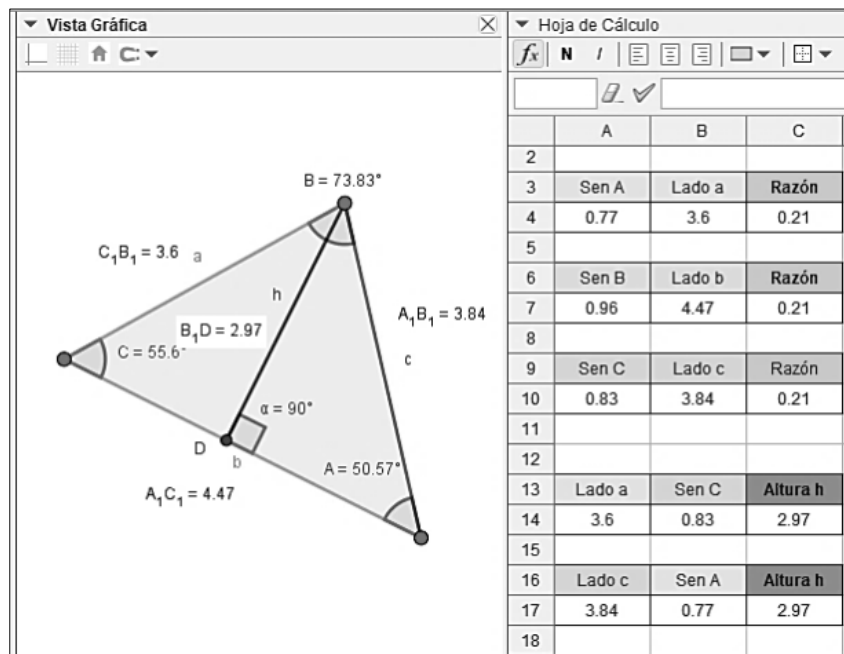 Vista Gráfica
B = 73.83°
C₁B₁ = 3.6 a
h
A₁B₁ = 3.84
B₁D = 2.97
C = 55.6°
c
α = 90°
D
b
A = 50.57°
A₁C₁ = 4.47
Hoja de Cálculo
fx N I
A B C
2
3 Sen A Lado a Razón
4 0.77 3.6 0.21
5
6 Sen B Lado b Razón
7 0.96 4.47 0.21
8
9 Sen C Lado c Razón
10 0.83 3.84 0.21
11
12
13 Lado a Sen C Altura h
14 3.6 0.83 2.97
15
16 Lado c Sen A Altura h
17 3.84 0.77 2.97
18